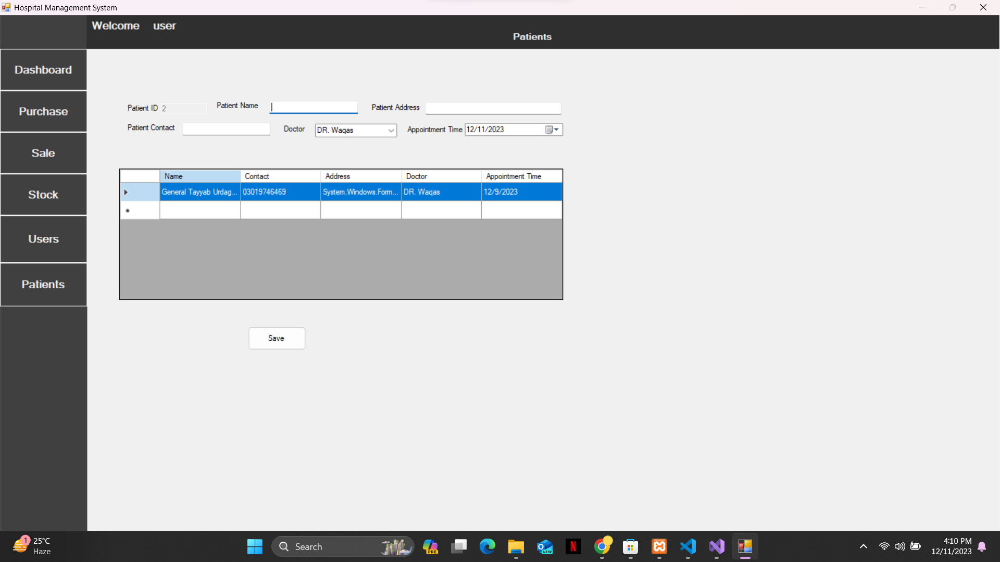 Hospital Management System
Welcome user
Patients
Dashboard
Purchase
Sale
Stock
Users
Patients
Patient ID 2 Patient Name Patient Address
Patient Contact Doctor DR. Waqas Appointment Time 12/11/2023
Name Contact Address Doctor Appointment Time
General Tayyab Urdag... 03019746469 System.Windows.Form... DR. Waqas 12/9/2023
Save
1 25°C
Haze
Search
PRE
NEW
4:10 PM
12/11/2023